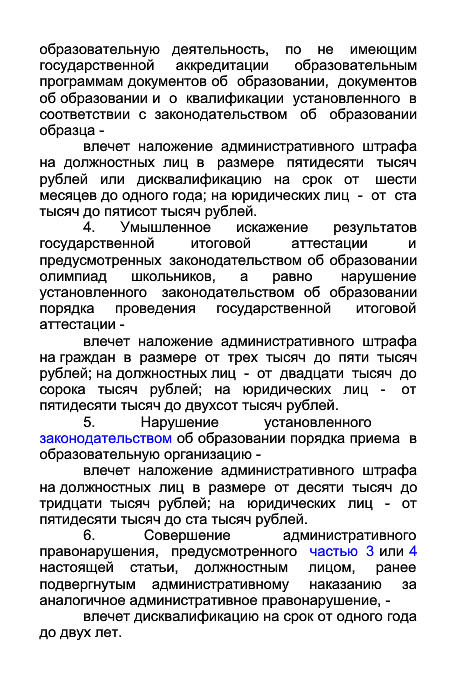 образовательную деятельность, по не имеющим
государственной аккредитации образовательным
программам документов об образовании, документов
об образовании и о квалификации установленного в
соответствии с законодательством об образовании
образца -
влечет наложение административного штрафа
на должностных лиц в размере пятидесяти тысяч
рублей или дисквалификацию на срок от шести
месяцев до одного года; на юридических лиц - от ста
тысяч до пятисот тысяч рублей.
4. Умышленное искажение результатов
государственной итоговой аттестации и
предусмотренных законодательством об образовании
олимпиад школьников, а равно нарушение
установленного законодательством об образовании
порядка проведения государственной итоговой
аттестации -
влечет наложение административного штрафа
на граждан в размере от трех тысяч до пяти тысяч
рублей; на должностных лиц - от двадцати тысяч до
сорока тысяч рублей; на юридических лиц - от
пятидесяти тысяч до двухсот тысяч рублей.
5. Нарушение установленного
законодательством об образовании порядка приема в
образовательную организацию -
влечет наложение административного штрафа
на должностных лиц в размере от десяти тысяч до
тридцати тысяч рублей; на юридических лиц - от
пятидесяти тысяч до ста тысяч рублей.
6. Совершение административного
правонарушения, предусмотренного частью 3 или 4
настоящей статьи, должностным лицом, ранее
подвергнутым административному наказанию за
аналогичное административное правонарушение, -
влечет дисквалификацию на срок от одного года
до двух лет.